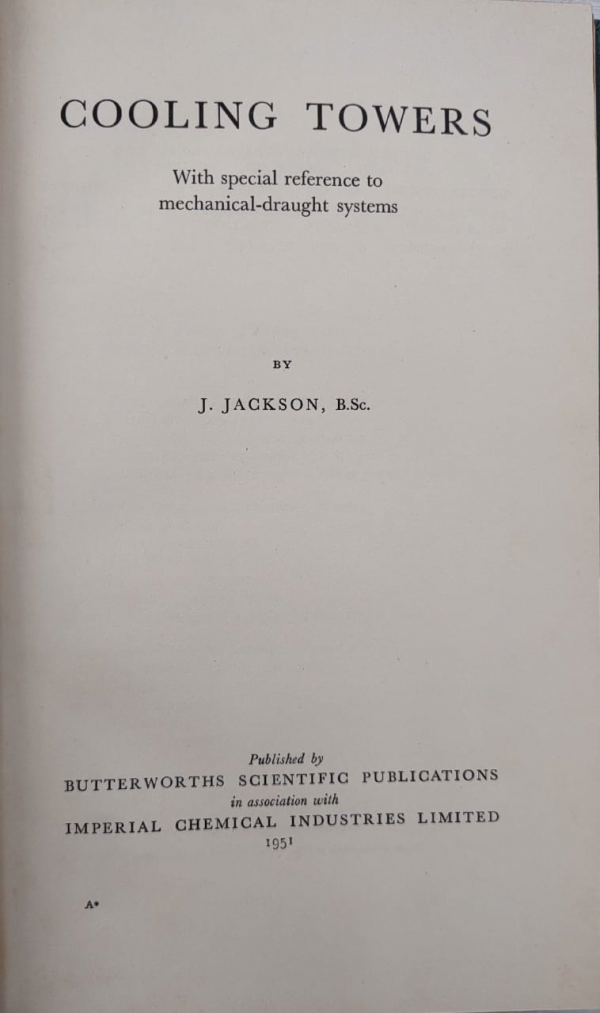 COOLING TOWERS
With special reference to
mechanical-draught systems
BY
J. JACKSON, B.Sc.
Published by
BUTTERWORTHS SCIENTIFIC PUBLICATIONS
in association with
IMPERIAL CHEMICAL INDUSTRIES LIMITED
1951
A*